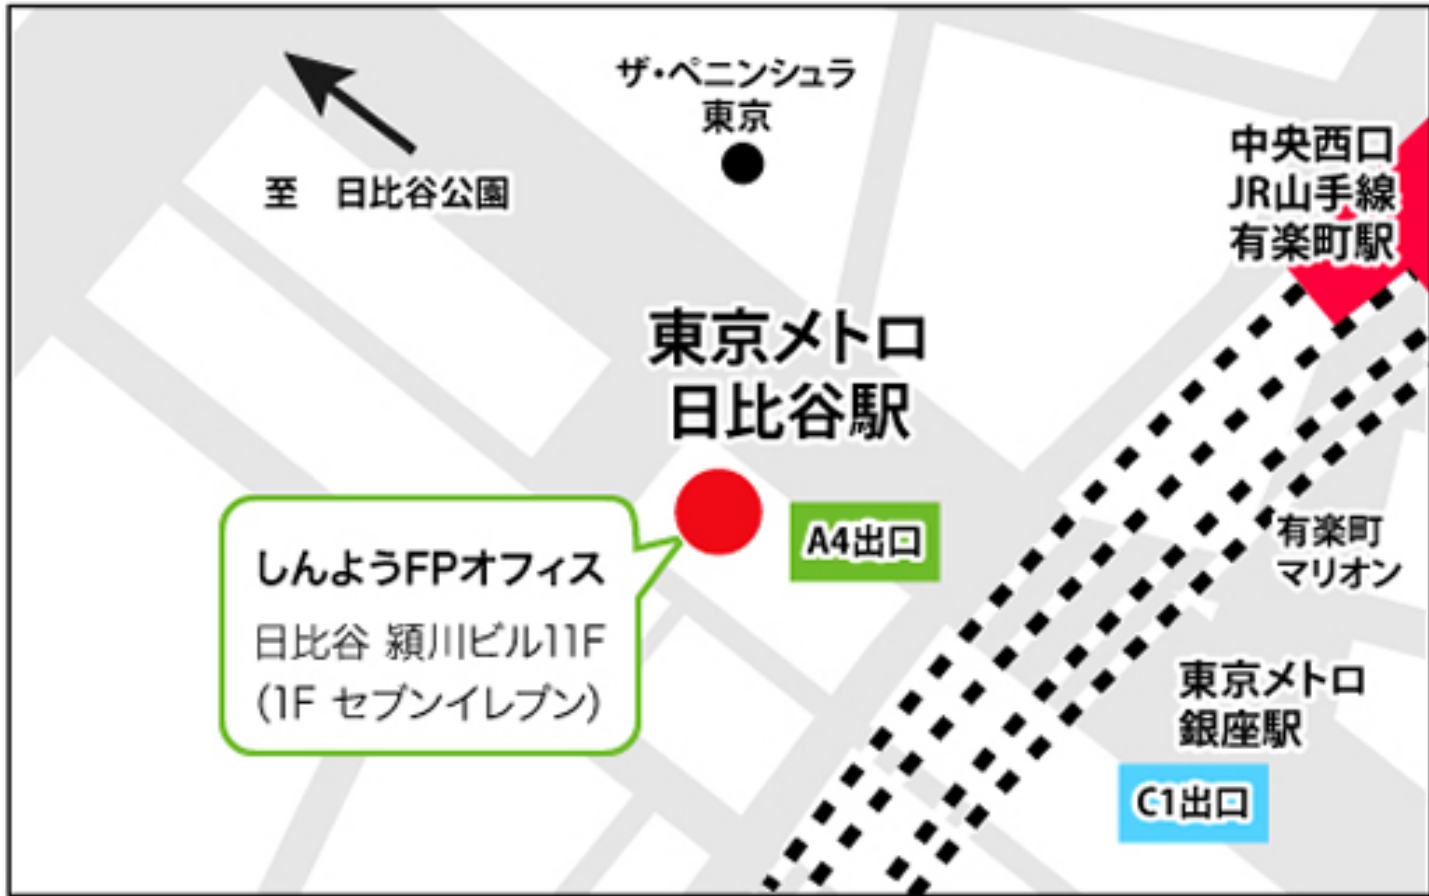 ザ・ペニンシュラ
東京
中央西口
JR山手線
有楽町駅
至　日比谷公園
東京メトロ
日比谷駅
A4出口
しんようFPオフィス
日比谷 潁川ビル11F
(1F セブンイレブン)
有楽町
マリオン
東京メトロ
銀座駅
C1出口